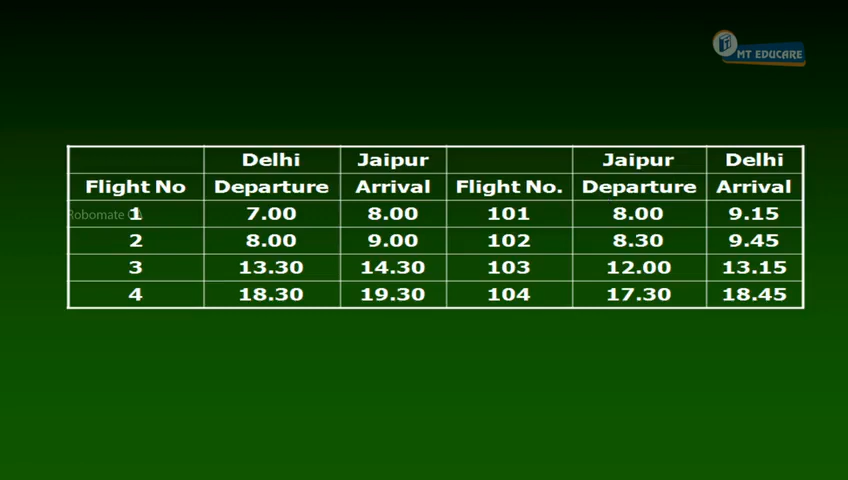 MT EDUCARE
Delhi Jaipur Jaipur Delhi
Flight No Departure Arrival Flight No. Departure Arrival
Robomate CA
1 7.00 8.00 101 8.00 9.15
2 8.00 9.00 102 8.30 9.45
3 13.30 14.30 103 12.00 13.15
4 18.30 19.30 104 17.30 18.45